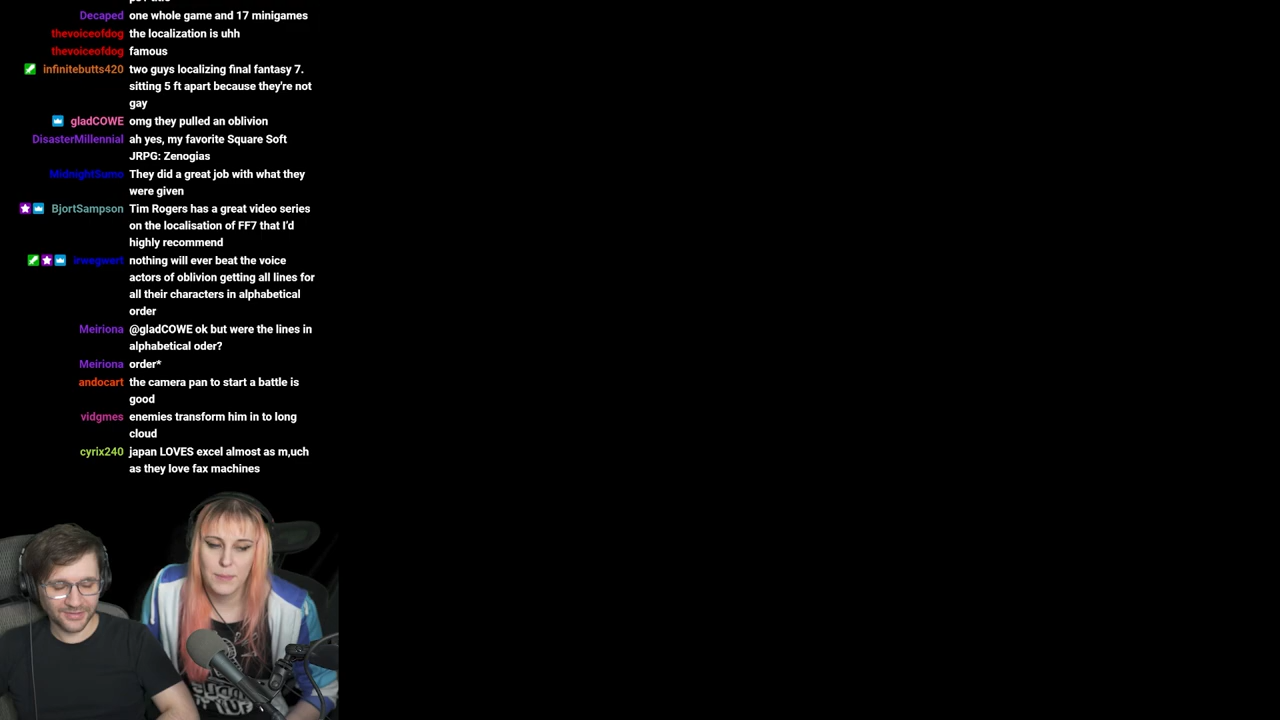 Decaped one whole game and 17 minigames
thevoiceofdog the localization is uhh
thevoiceofdog famous
infinitebutts420 two guys localizing final fantasy 7.
sitting 5 ft apart because they're not
gay
gladCOWE omg they pulled an oblivion
DisasterMillennial ah yes, my favorite Square Soft
JRPG: Zenogias
MidnightSumo They did a great job with what they
were given
BjortSampson Tim Rogers has a great video series
on the localisation of FF7 that I'd
highly recommend
nothing will ever beat the voice
actors of oblivion getting all lines for
all their characters in alphabetical
order
Meiriona @gladCOWE ok but were the lines in
alphabetical oder?
Meiriona order*
andocart the camera pan to start a battle is
good
vidgmes enemies transform him in to long
cloud
cyrix240 japan LOVES excel almost as m,uch
as they love fax machines